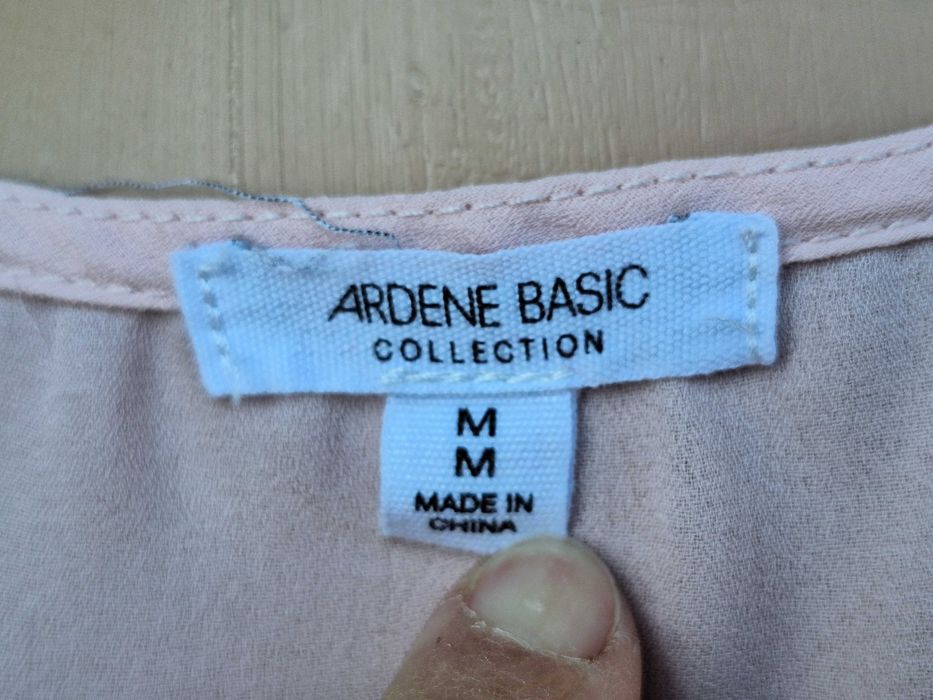 ARDENE BASIC
COLLECTION
M
M
MADE IN
CHINA